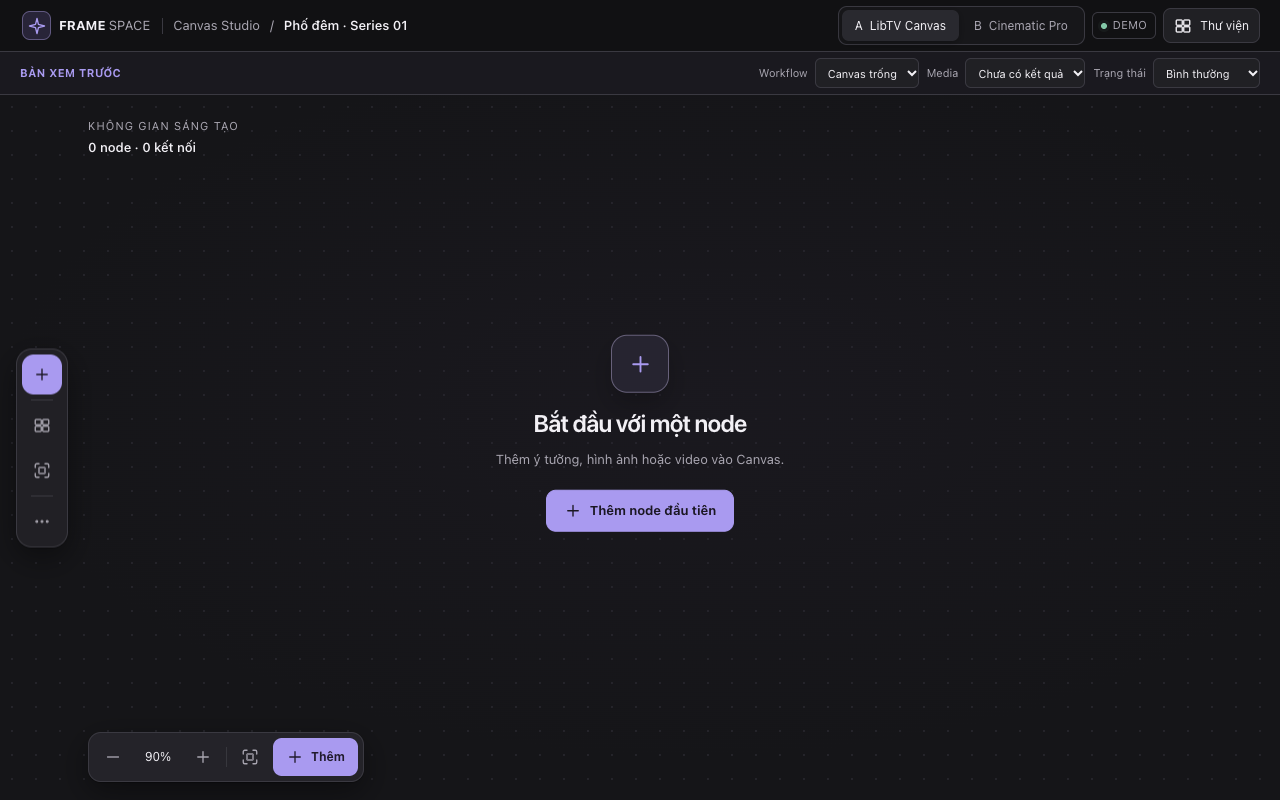 FRAME SPACE
Canvas Studio / Phố đêm · Series 01
A LibTV Canvas
B Cinematic Pro
DEMO
Thư viện
BẢN XEM TRƯỚC
Workflow
Canvas trống
Media
Chưa có kết quả
Trạng thái
Bình thường
KHÔNG GIAN SÁNG TẠO
0 node · 0 kết nối
Bắt đầu với một node
Thêm ý tưởng, hình ảnh hoặc video vào Canvas.
Thêm node đầu tiên
90%
Thêm